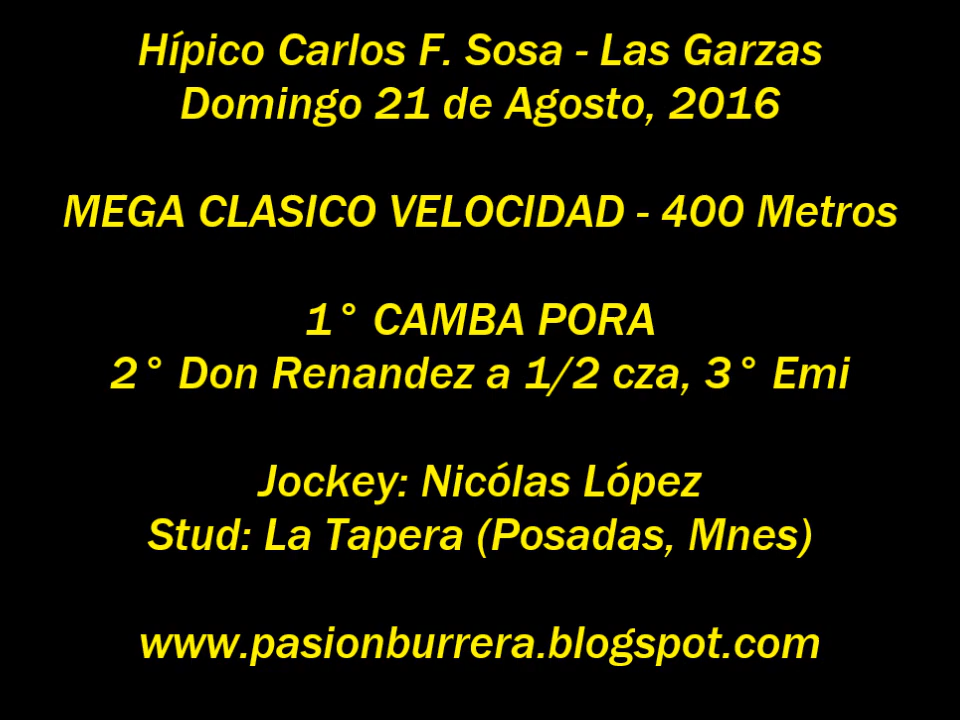 Hípico Carlos F. Sosa - Las Garzas
Domingo 21 de Agosto, 2016
MEGA CLASICO VELOCIDAD - 400 Metros
1° CAMBA PORA
2° Don Renandez a 1/2 cza, 3° Emi
Jockey: Nicólas López
Stud: La Tapera (Posadas, Mnes)
www.pasionburrera.blogspot.com